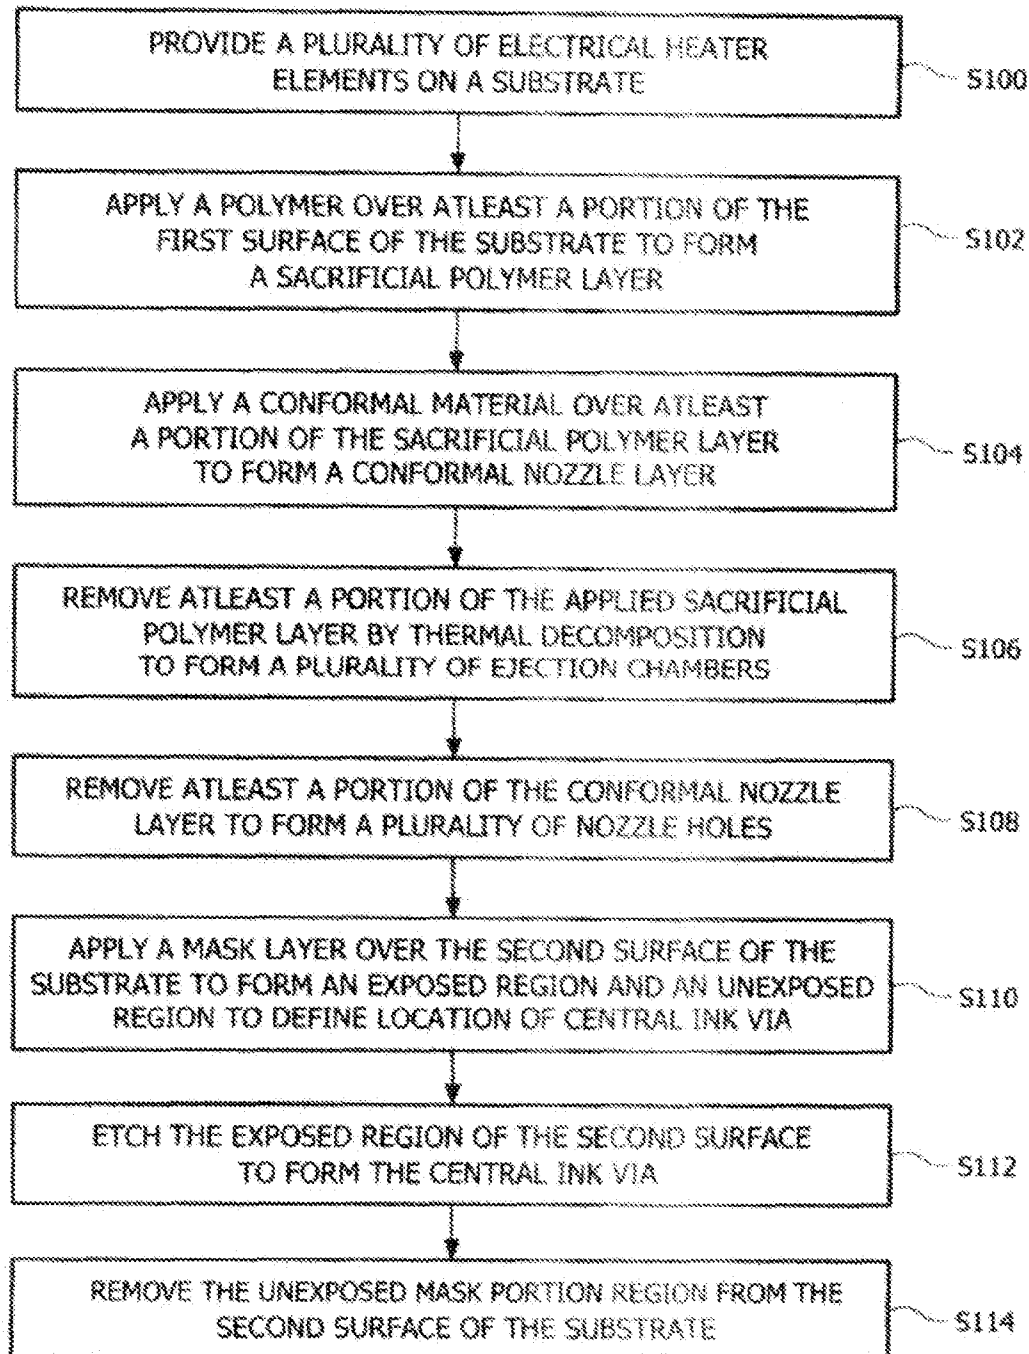 PROVIDE A PLURALITY OF ELECTRICAL HEATER
ELEMENTS ON A SUBSTRATE
S100
APPLY A POLYMER OVER ATLEAST A PORTION OF THE
FIRST SURFACE OF THE SUBSTRATE TO FORM
A SACRIFICIAL POLYMER LAYER
S102
APPLY A CONFORMAL MATERIAL OVER ATLEAST
A PORTION OF THE SACRIFICIAL POLYMER LAYER
TO FORM A CONFORMAL NOZZLE LAYER
S104
REMOVE ATLEAST A PORTION OF THE APPLIED SACRIFICIAL
POLYMER LAYER BY THERMAL DECOMPOSITION
TO FORM A PLURALITY OF EJECTION CHAMBERS
S106
REMOVE ATLEAST A PORTION OF THE CONFORMAL NOZZLE
LAYER TO FORM A PLURALITY OF NOZZLE HOLES
S108
APPLY A MASK LAYER OVER THE SECOND SURFACE OF THE
SUBSTRATE TO FORM AN EXPOSED REGION AND AN UNEXPOSED
REGION TO DEFINE LOCATION OF CENTRAL INK VIA
S110
ETCH THE EXPOSED REGION OF THE SECOND SURFACE
TO FORM THE CENTRAL INK VIA
S112
REMOVE THE UNEXPOSED MASK PORTION REGION FROM THE
SECOND SURFACE OF THE SUBSTRATE
S114